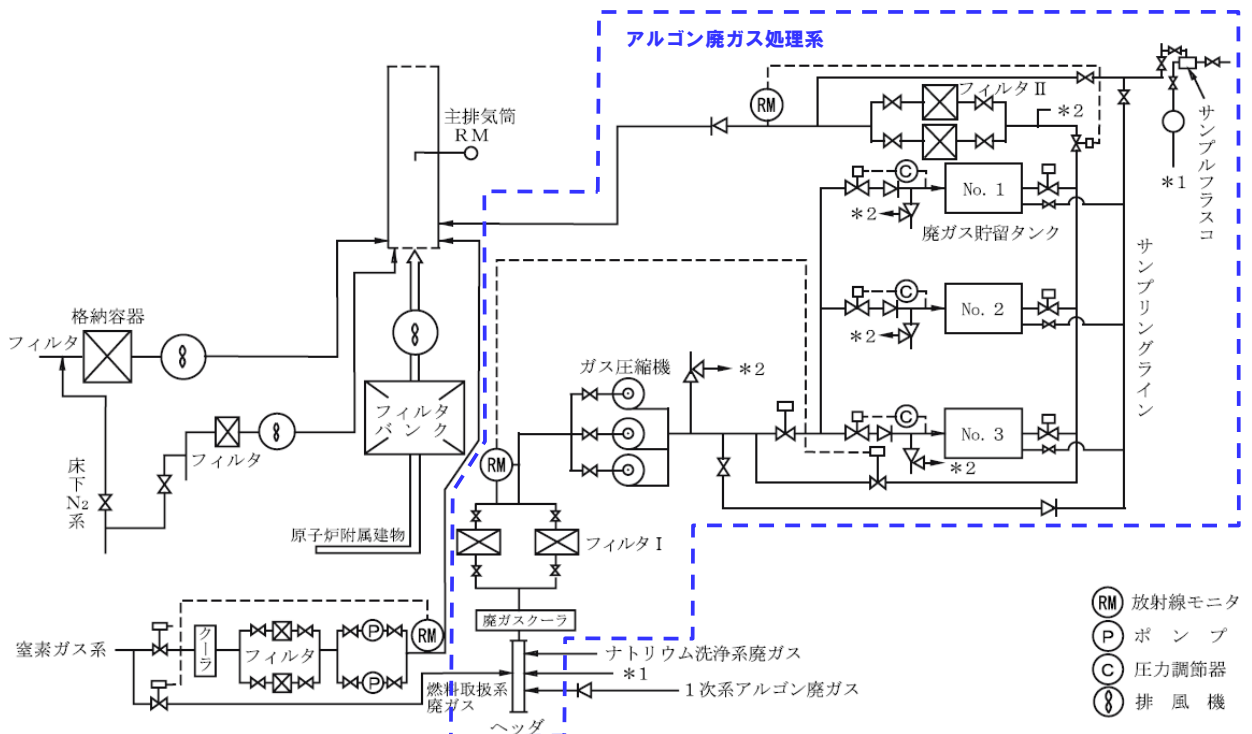 アルゴン廃ガス処理系
フィルタⅡ
RM
*2
主排気筒
RM
サンプルフラスコ
*1
C
No. 1
*2
廃ガス貯留タンク
サンプリングライン
C
No. 2
*2
格納容器
フィルタ
ガス圧縮機
*2
フィルタ
バンク
フィルタ
C
No. 3
*2
RM
床下N2系
原子炉附属建物
フィルタⅠ
廃ガスクーラ
窒素ガス系
クーラ
フィルタ
P
P
RM
燃料取扱系
廃ガス
ナトリウム洗浄系廃ガス
*1
1次系アルゴン廃ガス
ヘッダ
RM 放射線モニタ
P ポンプ
C 圧力調節器
排風機